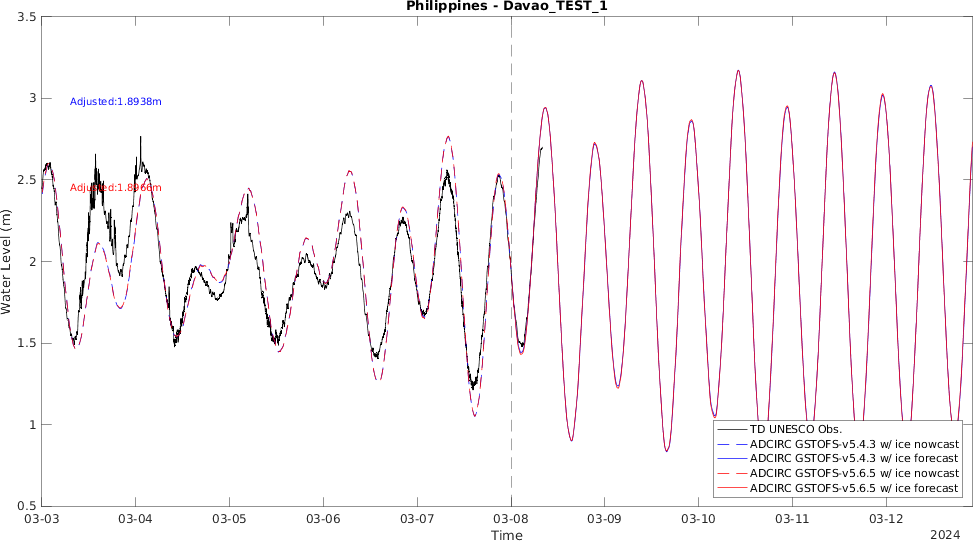 Philippines - Davao_TEST_1
3.5
3
2.5
2
1.5
1
0.5
Water Level (m)
Adjusted:1.8938m
Adjusted:1.8966m
TD UNESCO Obs.
ADCIRC GSTOFS-v5.4.3 w/ ice nowcast
ADCIRC GSTOFS-v5.4.3 w/ ice forecast
ADCIRC GSTOFS-v5.6.5 w/ ice nowcast
ADCIRC GSTOFS-v5.6.5 w/ ice forecast
03-03 03-04 03-05 03-06 03-07 03-08 03-09 03-10 03-11 03-12
Time
2024